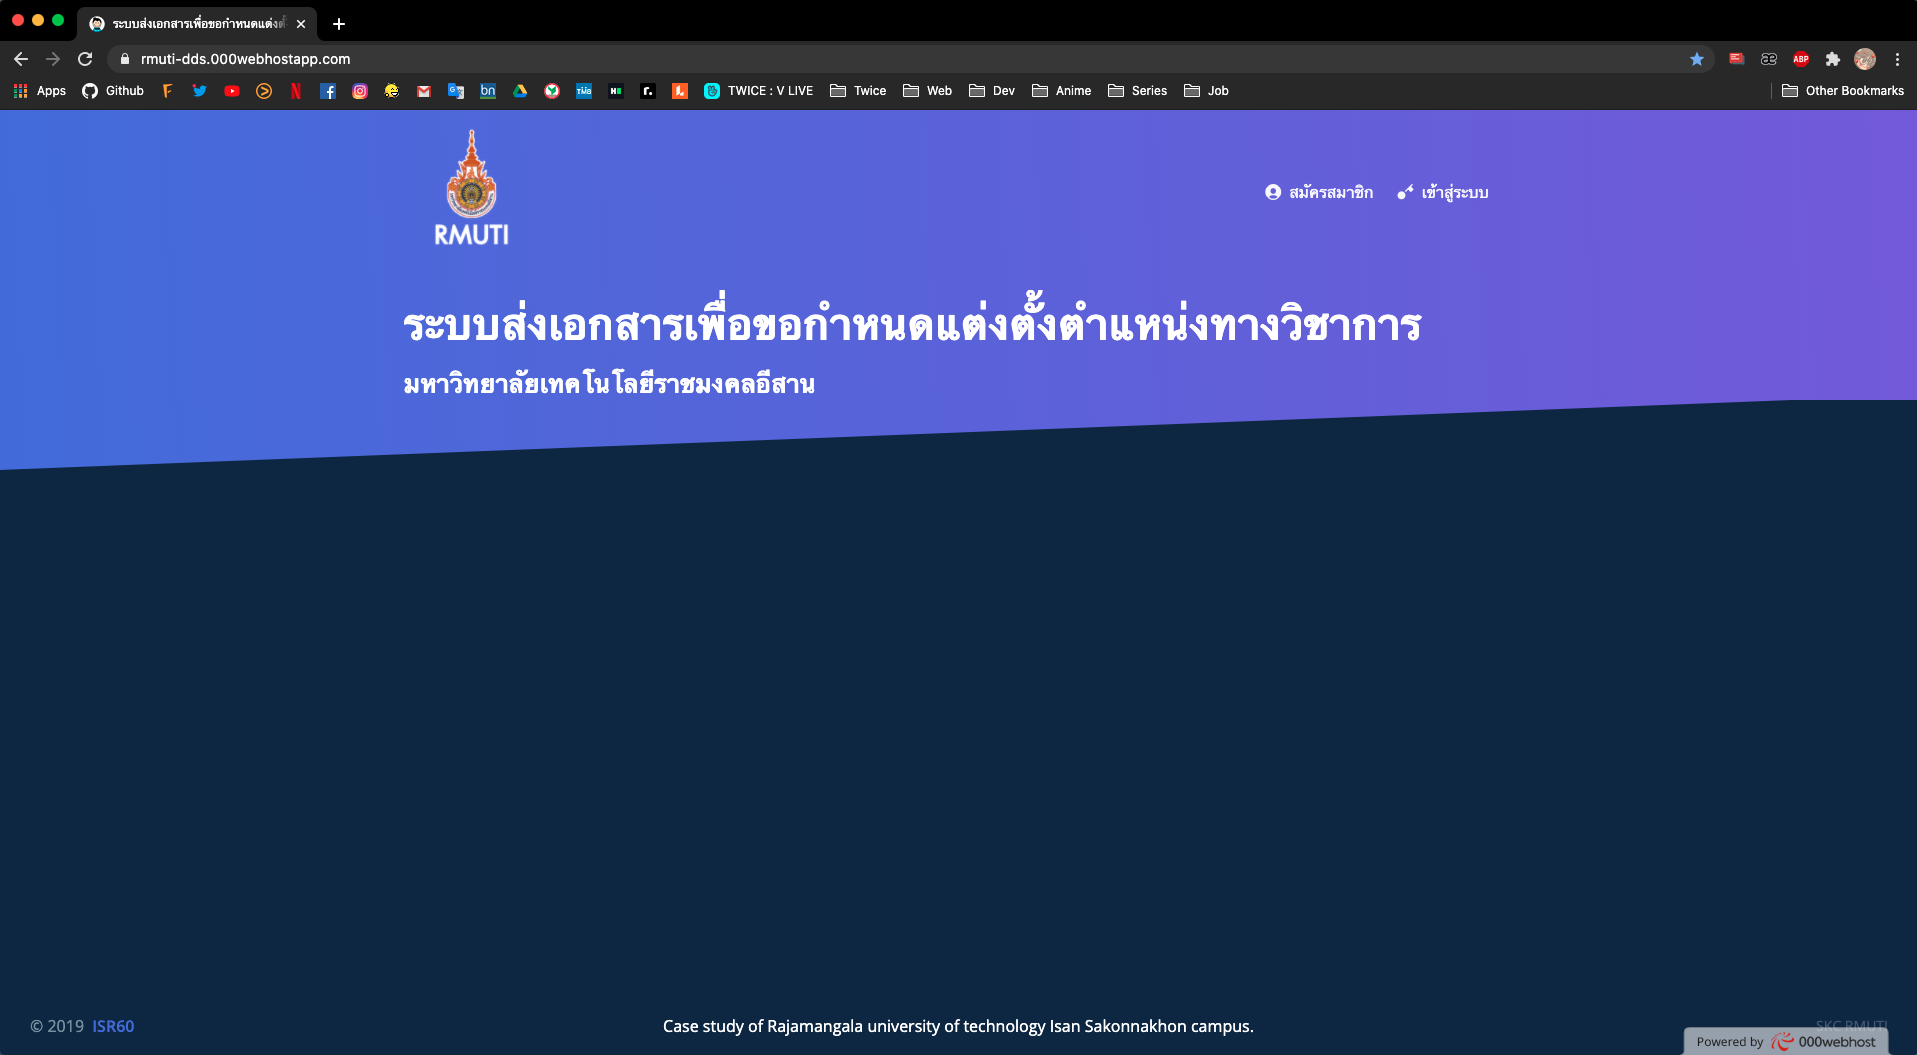 ระบบส่งเอกสารเพื่อขอกำหนดแต่งตั้
rmuti-dds.000webhostapp.com
ABP
Apps Github TWICE : V LIVE Twice Web Dev Anime Series Job Other Bookmarks
RMUTI
สมัครสมาชิก เข้าสู่ระบบ
ระบบส่งเอกสารเพื่อขอกำหนดแต่งตั้งตำแหน่งทางวิชาการ
มหาวิทยาลัยเทคโนโลยีราชมงคลอีสาน
© 2019 ISR60
Case study of Rajamangala university of technology Isan Sakonnakhon campus.
SKC RMUTI
Powered by 000webhost